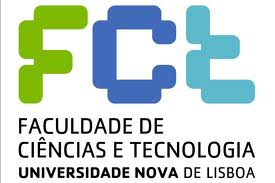 FCt
FACULDADE DE
CIÊNCIAS E TECNOLOGIA
UNIVERSIDADE NOVA DE LISBOA